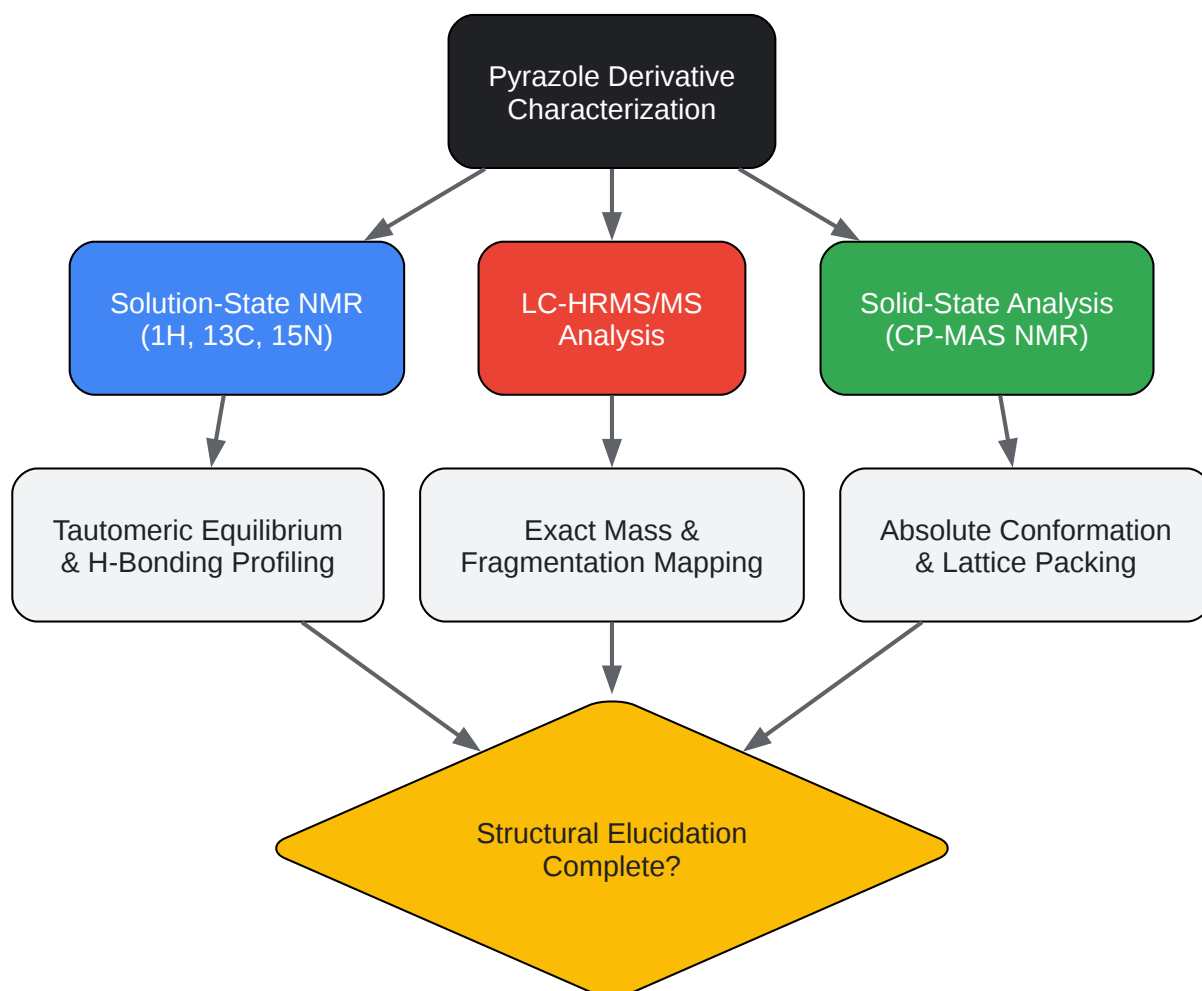 Pyrazole Derivative
Characterization
Solution-State NMR
(1H, 13C, 15N)
LC-HRMS/MS
Analysis
Solid-State Analysis
(CP-MAS NMR)
Tautomeric Equilibrium
& H-Bonding Profiling
Exact Mass &
Fragmentation Mapping
Absolute Conformation
& Lattice Packing
Structural Elucidation
Complete?